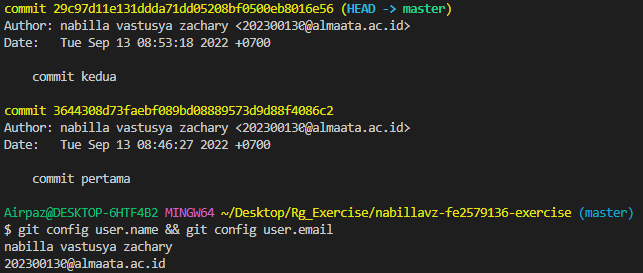 commit 29c97d11e131ddda71dd05208bf0500eb8016e56 (HEAD -> master)
Author: nabilla vastusya zachary <202300130@almaata.ac.id>
Date:   Tue Sep 13 08:53:18 2022 +0700
commit kedua
commit 3644308d73faebf089bd08889573d9d88f4086c2
Author: nabilla vastusya zachary <202300130@almaata.ac.id>
Date:   Tue Sep 13 08:46:27 2022 +0700
commit pertama
Airpaz@DESKTOP-6HTF4B2 MINGW64 ~/Desktop/Rg_Exercise/nabillavz-fe2579136-exercise (master)
$ git config user.name && git config user.email
nabilla vastusya zachary
202300130@almaata.ac.id